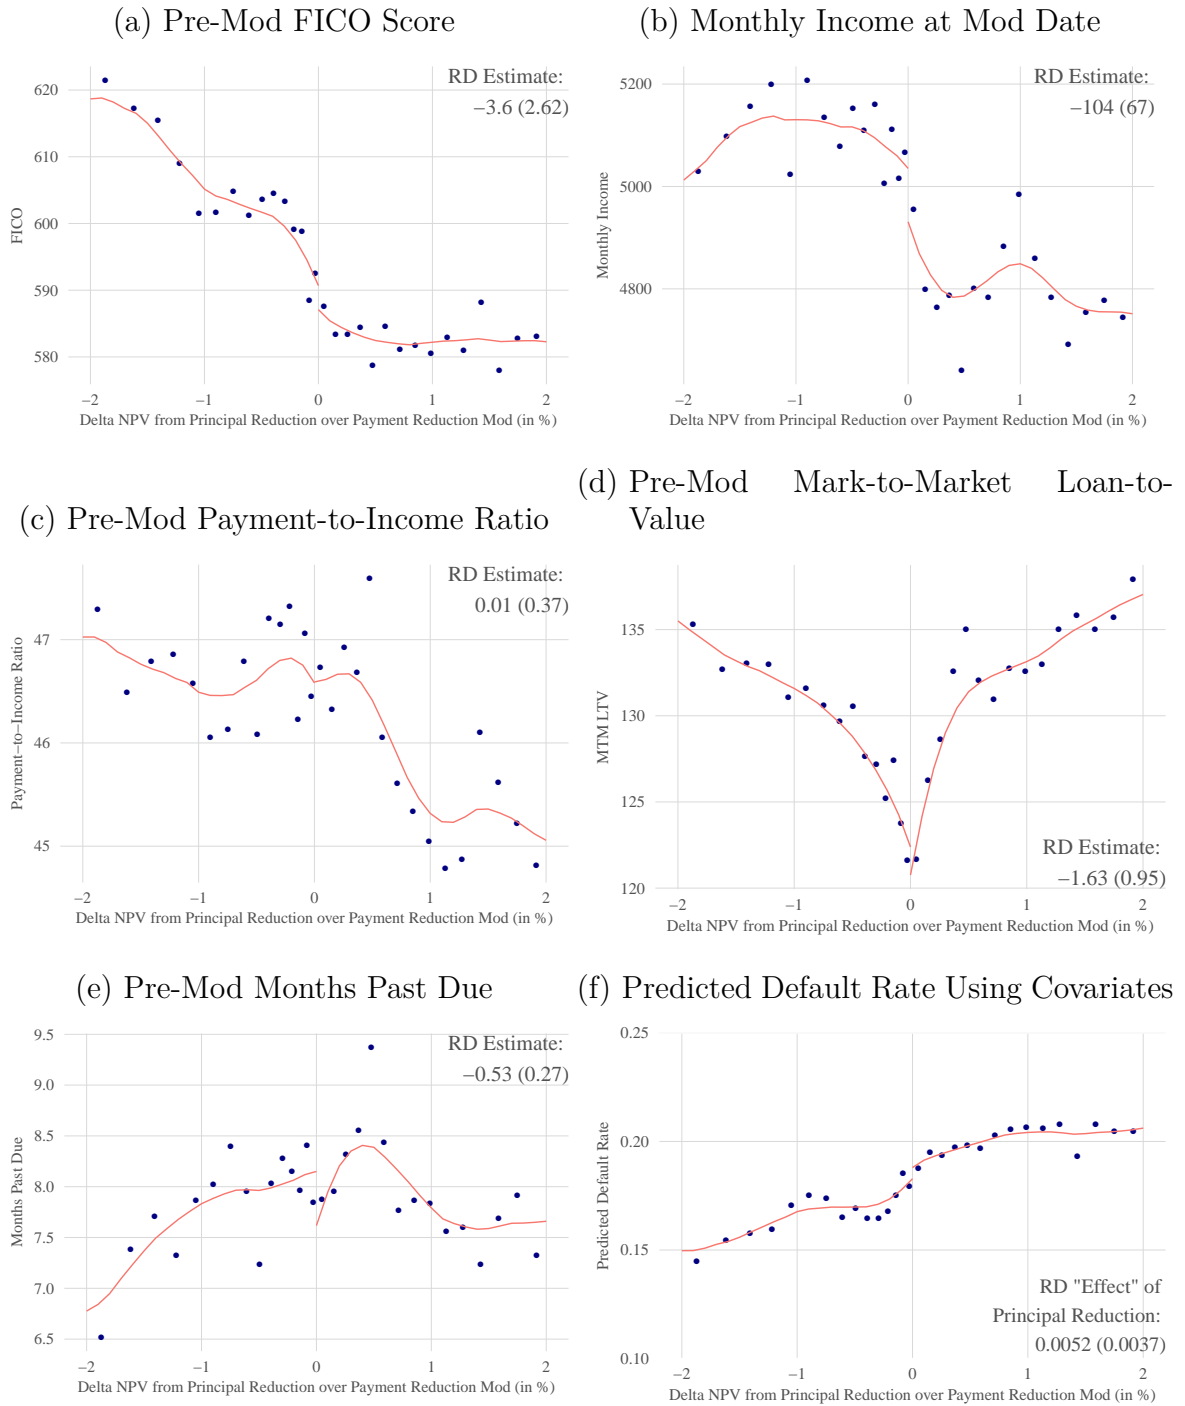 (a) Pre-Mod FICO Score
RD Estimate:
−3.6 (2.62)
620
610
600
590
580
FICO
−2 −1 0 1 2
Delta NPV from Principal Reduction over Payment Reduction Mod (in %)
(b) Monthly Income at Mod Date
RD Estimate:
−104 (67)
5200
5000
4800
Monthly Income
−2 −1 0 1 2
Delta NPV from Principal Reduction over Payment Reduction Mod (in %)
(c) Pre-Mod Payment-to-Income Ratio
RD Estimate:
0.01 (0.37)
47
46
45
Payment−to−Income Ratio
−2 −1 0 1 2
Delta NPV from Principal Reduction over Payment Reduction Mod (in %)
(d) Pre-Mod Mark-to-Market Loan-to-
Value
135
130
125
120
MTM LTV
RD Estimate:
−1.63 (0.95)
−2 −1 0 1 2
Delta NPV from Principal Reduction over Payment Reduction Mod (in %)
(e) Pre-Mod Months Past Due
RD Estimate:
−0.53 (0.27)
9.5
9.0
8.5
8.0
7.5
7.0
6.5
Months Past Due
−2 −1 0 1 2
Delta NPV from Principal Reduction over Payment Reduction Mod (in %)
(f) Predicted Default Rate Using Covariates
0.25
0.20
0.15
0.10
Predicted Default Rate
RD "Effect" of
Principal Reduction:
0.0052 (0.0037)
−2 −1 0 1 2
Delta NPV from Principal Reduction over Payment Reduction Mod (in %)